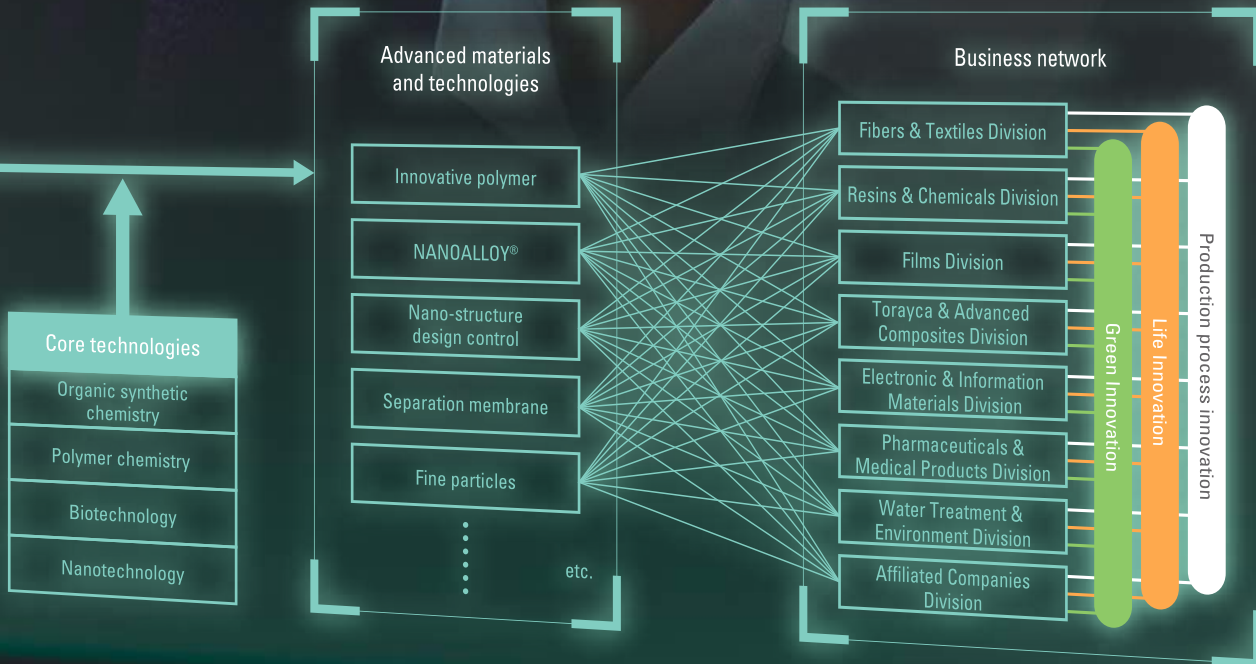 Core technologies
Organic synthetic
chemistry
Polymer chemistry
Biotechnology
Nanotechnology
Advanced materials
and technologies
Innovative polymer
NANOALLOY®
Nano-structure
design control
Separation membrane
Fine particles
etc.
Business network
Fibers & Textiles Division
Resins & Chemicals Division
Films Division
Torayca & Advanced
Composites Division
Electronic & Information
Materials Division
Pharmaceuticals &
Medical Products Division
Water Treatment &
Environment Division
Affiliated Companies
Division
Green Innovation
Life Innovation
Production process innovation